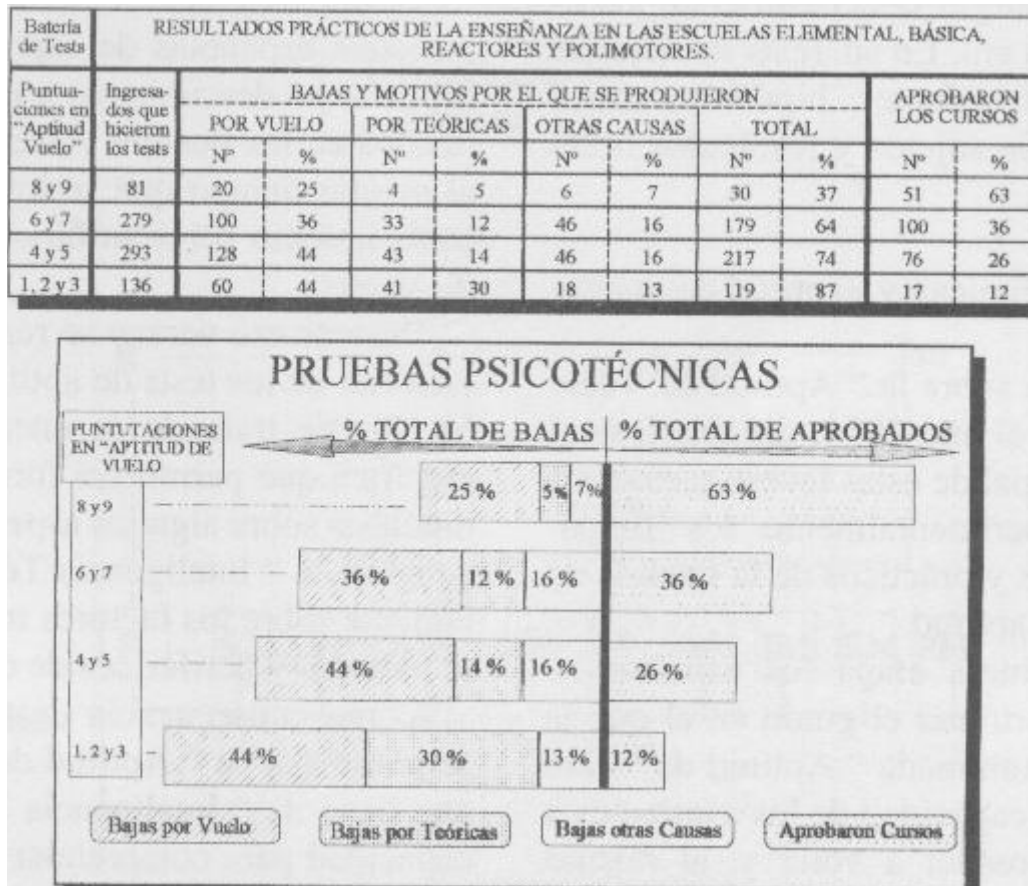 Batería
de Tests
RESULTADOS PRÁCTICOS DE LA ENSEÑANZA EN LAS ESCUELAS ELEMENTAL, BÁSICA,
REACTORES Y POLIMOTORES.
Puntua-
ciones en
"Aptitud
Vuelo"
Ingresa-
dos que
hicieron
los tests
BAJAS Y MOTIVOS POR EL QUE SE PRODUJERON
APROBARON
LOS CURSOS
POR VUELO POR TEÓRICAS OTRAS CAUSAS TOTAL
Nº % Nº % Nº % Nº % Nº %
8 y 9 81 20 25 4 5 6 7 30 37 51 63
6 y 7 279 100 36 33 12 46 16 179 64 100 36
4 y 5 293 128 44 43 14 46 16 217 74 76 26
1, 2 y 3 136 60 44 41 30 18 13 119 87 17 12
PRUEBAS PSICOTÉCNICAS
PUNTUTACIONES
EN "APTITUD DE
VUELO
% TOTAL DE BAJAS % TOTAL DE APROBADOS
8 y 9 25 % 5% 7% 63 %
6 y 7 36 % 12 % 16 % 36 %
4 y 5 44 % 14 % 16 % 26 %
1, 2 y 3 44 % 30 % 13 % 12 %
Bajas por Vuelo Bajas por Teóricas Bajas otras Causas Aprobaron Cursos